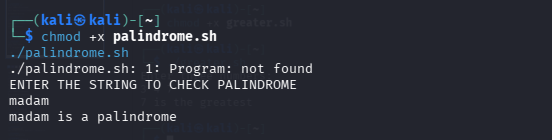 ┌──(kali㉿kali)-[~]
└─$ chmod +x palindrome.sh
./palindrome.sh
./palindrome.sh: 1: Program: not found
ENTER THE STRING TO CHECK PALINDROME
madam
madam is a palindrome